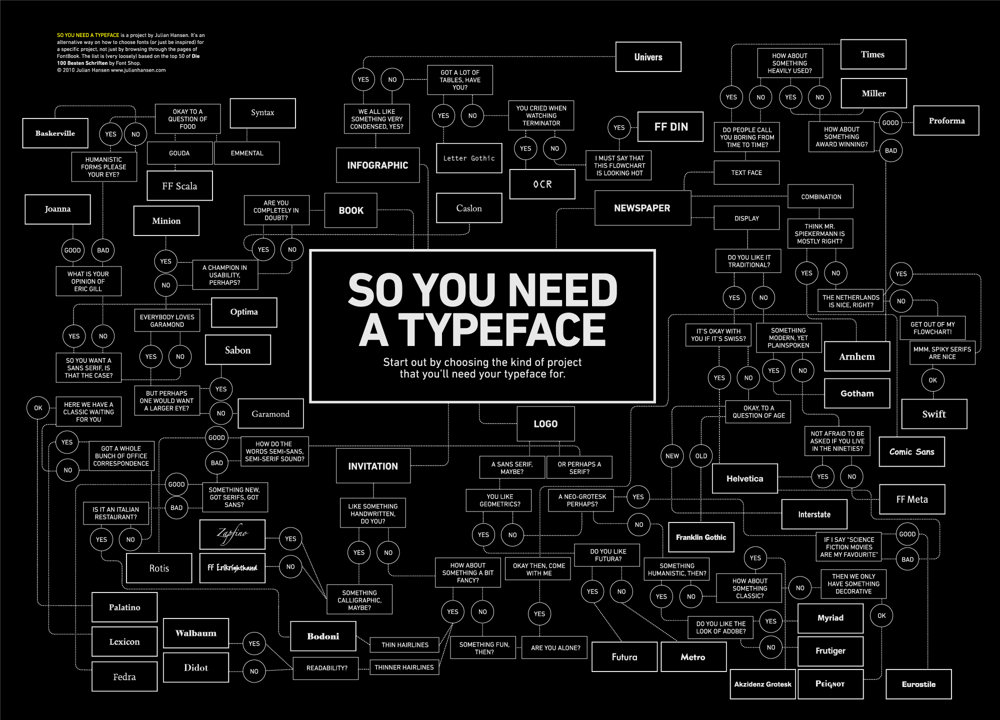 SO YOU NEED A TYPEFACE is a project by Julian Hansen. It's an
alternative way on how to choose fonts (or just be inspired) for
a specific project, not just by browsing through the pages of
FontBook. The list is (very loosely) based on the top 50 of Die
100 Besten Schriften by Font Shop.
© 2010 Julian Hansen www.julianhansen.com
SO YOU NEED
A TYPEFACE
Start out by choosing the kind of project
that you'll need your typeface for.
INFOGRAPHIC
WE ALL LIKE
SOMETHING VERY
CONDENSED, YES?
YES
NO
Univers
GOT A LOT OF
TABLES, HAVE
YOU?
YES
NO
Letter Gothic
YOU CRIED WHEN
WATCHING
TERMINATOR
YES
NO
OCR
I MUST SAY THAT
THIS FLOWCHART
IS LOOKING HOT
YES
FF DIN
BOOK
ARE YOU
COMPLETELY IN
DOUBT?
YES
NO
Caslon
A CHAMPION IN
USABILITY,
PERHAPS?
YES
NO
Minion
EVERYBODY LOVES
GARAMOND
YES
NO
BUT PERHAPS
ONE WOULD WANT
A LARGER EYE?
YES
NO
Sabon
Garamond
SO YOU WANT A
SANS SERIF, IS
THAT THE CASE?
YES
NO
Optima
WHAT IS YOUR
OPINION OF
ERIC GILL
GOOD
BAD
Joanna
HUMANISTIC
FORMS PLEASE
YOUR EYE?
YES
NO
Baskerville
OKAY TO A
QUESTION OF
FOOD
GOUDA
EMMENTAL
FF Scala
Syntax
NEWSPAPER
TEXT FACE
DO PEOPLE CALL
YOU BORING FROM
TIME TO TIME?
YES
NO
Times
HOW ABOUT
SOMETHING
HEAVILY USED?
YES
NO
Miller
HOW ABOUT
SOMETHING
AWARD WINNING?
GOOD
BAD
Proforma
COMBINATION
THINK MR.
SPIEKERMANN IS
MOSTLY RIGHT?
YES
NO
THE NETHERLANDS
IS NICE, RIGHT?
YES
NO
GET OUT OF MY
FLOWCHART!
MMM. SPIKY SERIFS
ARE NICE
OK
Swift
Arnhem
DISPLAY
DO YOU LIKE IT
TRADITIONAL?
YES
NO
IT'S OKAY WITH
YOU IF IT'S SWISS?
YES
NO
SOMETHING
MODERN, YET
PLAINSPOKEN
YES
NO
Gotham
OKAY, TO A
QUESTION OF AGE
NEW
OLD
NOT AFRAID TO BE
ASKED IF YOU LIVE
IN THE NINETIES?
YES
NO
Comic Sans
Helvetica
FF Meta
Interstate
Franklin Gothic
LOGO
A SANS SERIF,
MAYBE?
OR PERHAPS A
SERIF?
YOU LIKE
GEOMETRICS?
YES
NO
A NEO-GROTESK
PERHAPS?
YES
NO
IF I SAY “SCIENCE
FICTION MOVIES
ARE MY FAVOURITE”
GOOD
BAD
DO YOU LIKE
FUTURA?
YES
NO
Futura
Metro
SOMETHING
HUMANISTIC, THEN?
YES
NO
HOW ABOUT
SOMETHING
CLASSIC?
YES
NO
THEN WE ONLY
HAVE SOMETHING
DECORATIVE
OK
DO YOU LIKE THE
LOOK OF ADOBE?
YES
NO
Myriad
Frutiger
Akzidenz Grotesk
Peignot
Eurostile
INVITATION
LIKE SOMETHING
HANDWRITTEN,
DO YOU?
YES
NO
SOMETHING
CALLIGRAPHIC,
MAYBE?
YES
NO
Zapfino
FF Erikrighthand
HOW ABOUT
SOMETHING A BIT
FANCY?
YES
NO
SOMETHING FUN,
THEN?
ARE YOU ALONE?
YES
OKAY THEN, COME
WITH ME
THIN HAIRLINES
THINNER HAIRLINES
Bodoni
READABILITY?
YES
NO
Walbaum
Didot
HOW DO THE
WORDS SEMI-SANS,
SEMI-SERIF SOUND?
GOOD
BAD
SOMETHING NEW,
GOT SERIFS, GOT
SANS?
GOOD
BAD
IS IT AN ITALIAN
RESTAURANT?
YES
NO
Rotis
GOT A WHOLE
BUNCH OF OFFICE
CORRESPONDENCE
YES
NO
HERE WE HAVE A
CLASSIC WAITING
FOR YOU
OK
Palatino
Lexicon
Fedra